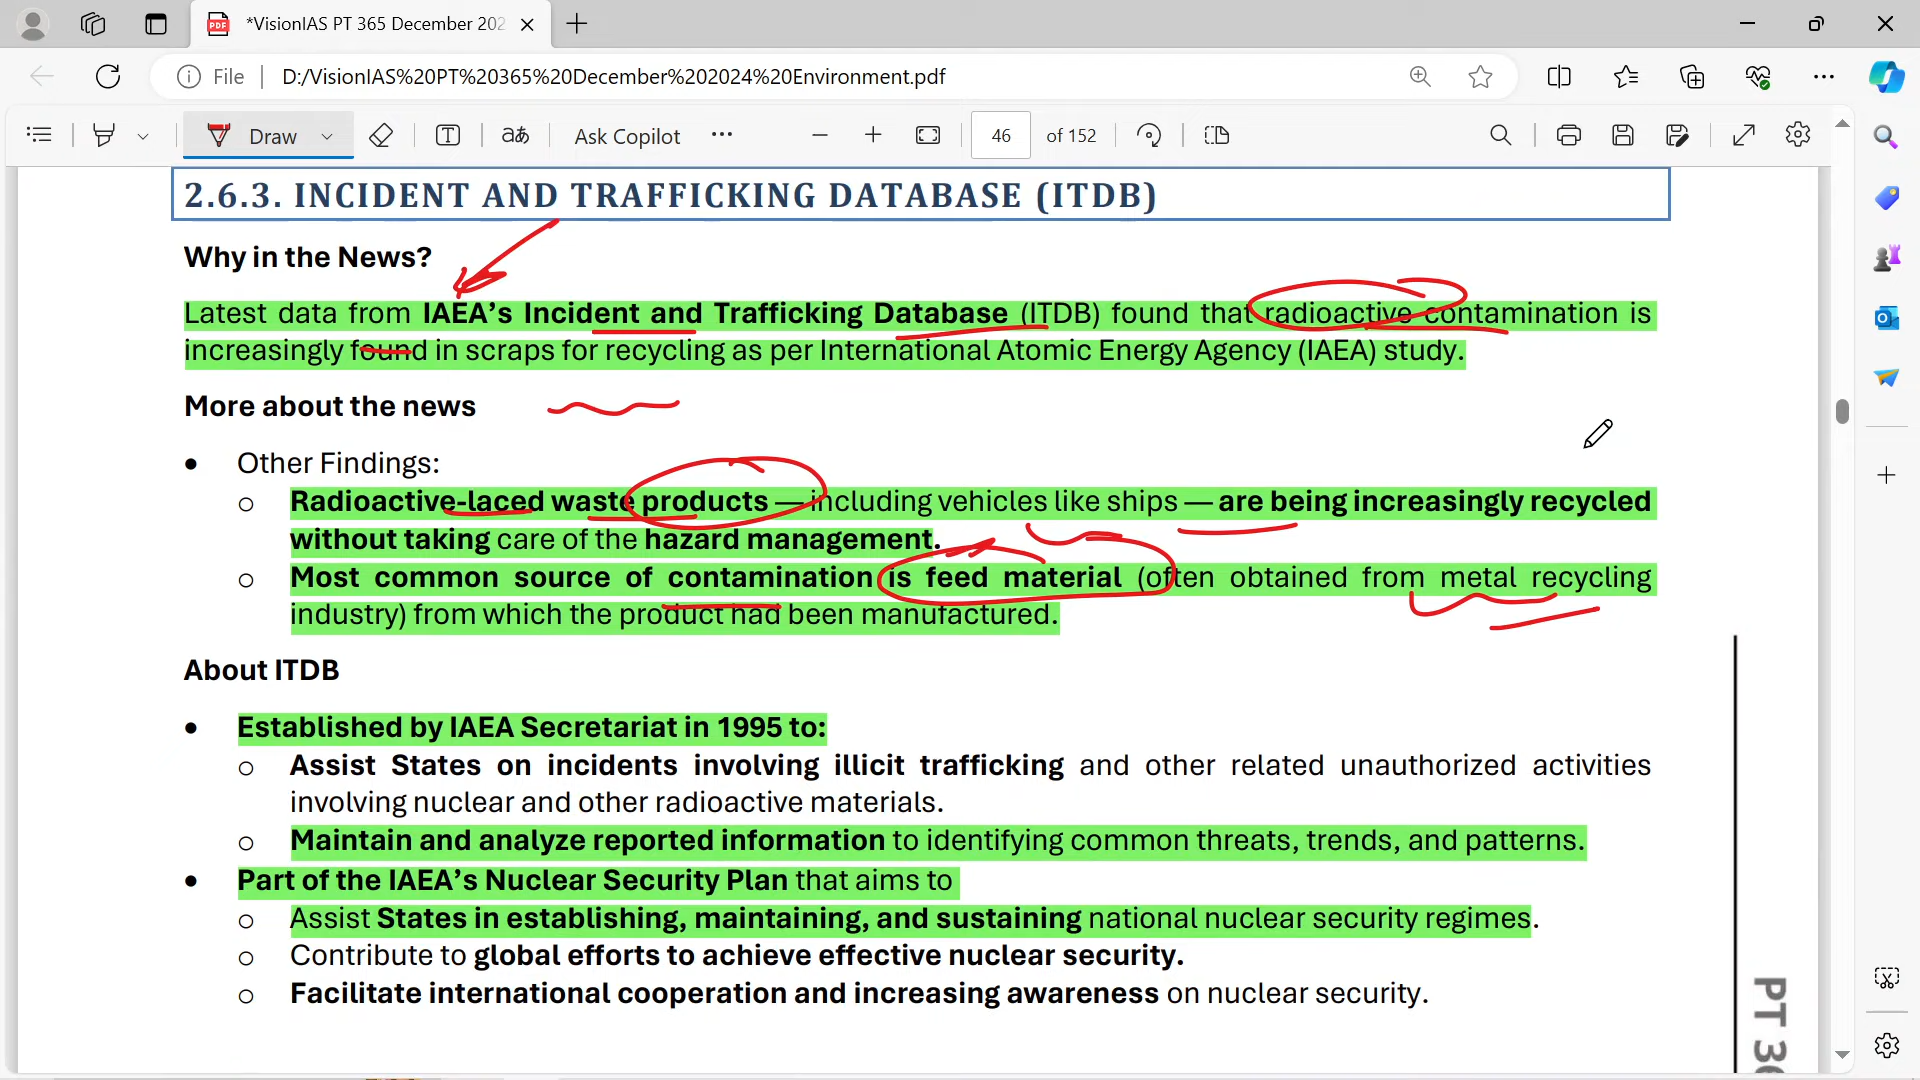 *VisionIAS PT 365 December 202
File
D:/VisionIAS%20PT%20365%20December%202024%20Environment.pdf
Draw
aあ
Ask Copilot
46
of 152
2.6.3. INCIDENT AND TRAFFICKING DATABASE (ITDB)
Why in the News?
Latest data from IAEA’s Incident and Trafficking Database (ITDB) found that radioactive contamination is
increasingly found in scraps for recycling as per International Atomic Energy Agency (IAEA) study.
More about the news
● Other Findings:
○ Radioactive-laced waste products — including vehicles like ships — are being increasingly recycled
without taking care of the hazard management.
○ Most common source of contamination is feed material (often obtained from metal recycling
industry) from which the product had been manufactured.
About ITDB
● Established by IAEA Secretariat in 1995 to:
○ Assist States on incidents involving illicit trafficking and other related unauthorized activities
involving nuclear and other radioactive materials.
○ Maintain and analyze reported information to identifying common threats, trends, and patterns.
● Part of the IAEA’s Nuclear Security Plan that aims to
○ Assist States in establishing, maintaining, and sustaining national nuclear security regimes.
○ Contribute to global efforts to achieve effective nuclear security.
○ Facilitate international cooperation and increasing awareness on nuclear security.
PT 36